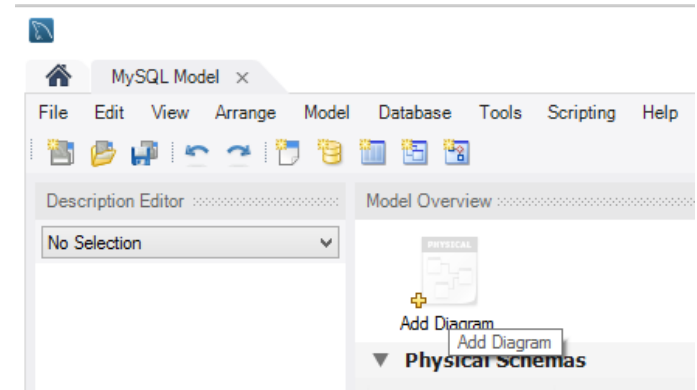 MySQL Model
File Edit View Arrange Model Database Tools Scripting Help
Description Editor
Model Overview
No Selection
PHYSICAL
Add Diagram
Add Diagram
Physical Schemas